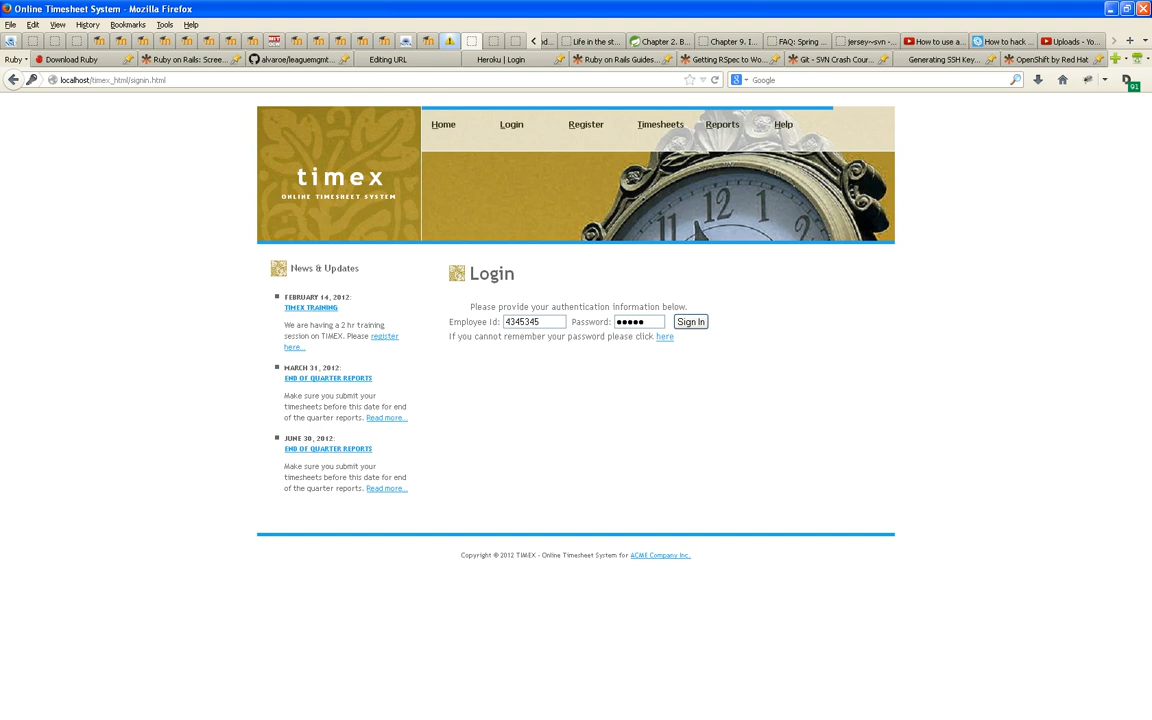 Online Timesheet System - Mozilla Firefox
File Edit View History Bookmarks Tools Help
Life in the st... Chapter 2. B... Chapter 9. I... FAQ: Spring ... jersey~svn -... How to use a... How to hack ... Uploads - Yo...
Ruby Download Ruby Ruby on Rails: Scree... alvaroe/leaguemgmt... Editing URL Heroku | Login Ruby on Rails Guides... Getting RSpec to Wo... Git - SVN Crash Cour... Generating SSH Key... OpenShift by Red Hat
localhost/timex_html/signin.html Google 91
Home Login Register Timesheets Reports Help
timex
ONLINE TIMESHEET SYSTEM
12 1
News & Updates
FEBRUARY 14, 2012:
TIMEX TRAINING
We are having a 2 hr training
session on TIMEX. Please register
here...
MARCH 31, 2012:
END OF QUARTER REPORTS
Make sure you submit your
timesheets before this date for end
of the quarter reports. Read more...
JUNE 30, 2012:
END OF QUARTER REPORTS
Make sure you submit your
timesheets before this date for end
of the quarter reports. Read more...
Login
Please provide your authentication information below.
Employee Id: 4345345 Password: ●●●●● Sign In
If you cannot remember your password please click here
Copyright © 2012 TIMEX - Online Timesheet System for ACME Company Inc.